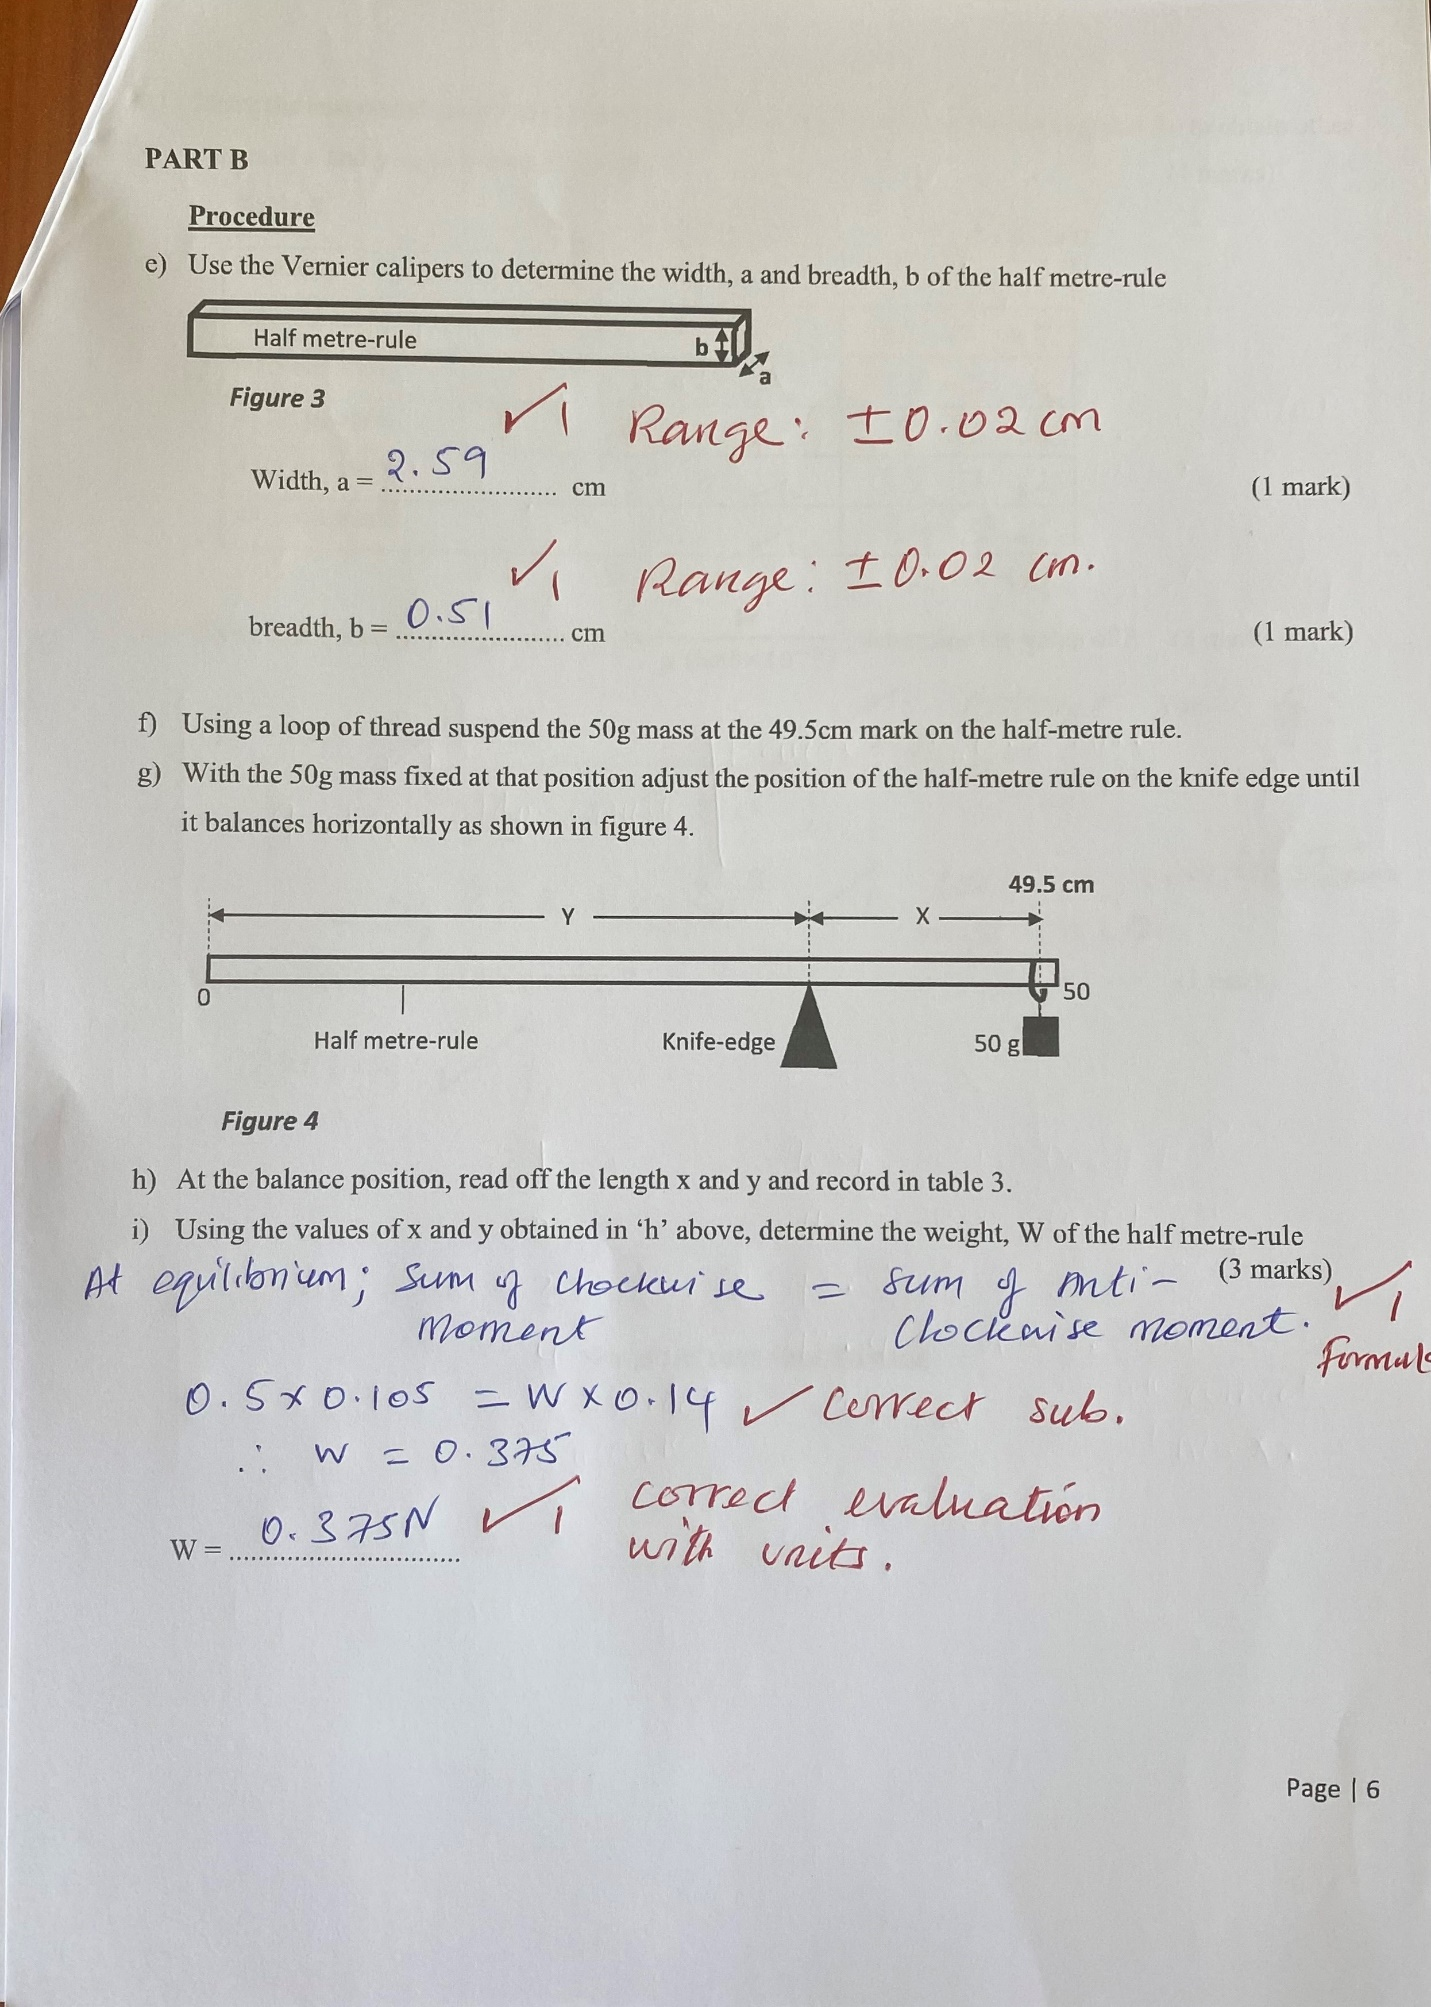 PART B
Procedure
e) Use the Vernier calipers to determine the width, a and breadth, b of the half metre-rule
Half metre-rule
b
a
Figure 3
✓1 Range: ±0.02 cm
Width, a = 2.59 cm (1 mark)
✓1 Range: ±0.02 cm.
breadth, b = 0.51 cm (1 mark)
f) Using a loop of thread suspend the 50g mass at the 49.5cm mark on the half-metre rule.
g) With the 50g mass fixed at that position adjust the position of the half-metre rule on the knife edge until
it balances horizontally as shown in figure 4.
49.5 cm
Y X
0 50
Half metre-rule Knife-edge 50 g
Figure 4
h) At the balance position, read off the length x and y and record in table 3.
i) Using the values of x and y obtained in ‘h’ above, determine the weight, W of the half metre-rule
(3 marks)
At equilibrium; sum of chockwise = sum of Anti-
moment Clockwise moment. ✓1
formul
0.5 x 0.105 = W x 0.14 ✓ Correct sub.
∴ W = 0.375
W = 0.375N ✓1 correct evaluation
with units.
Page | 6